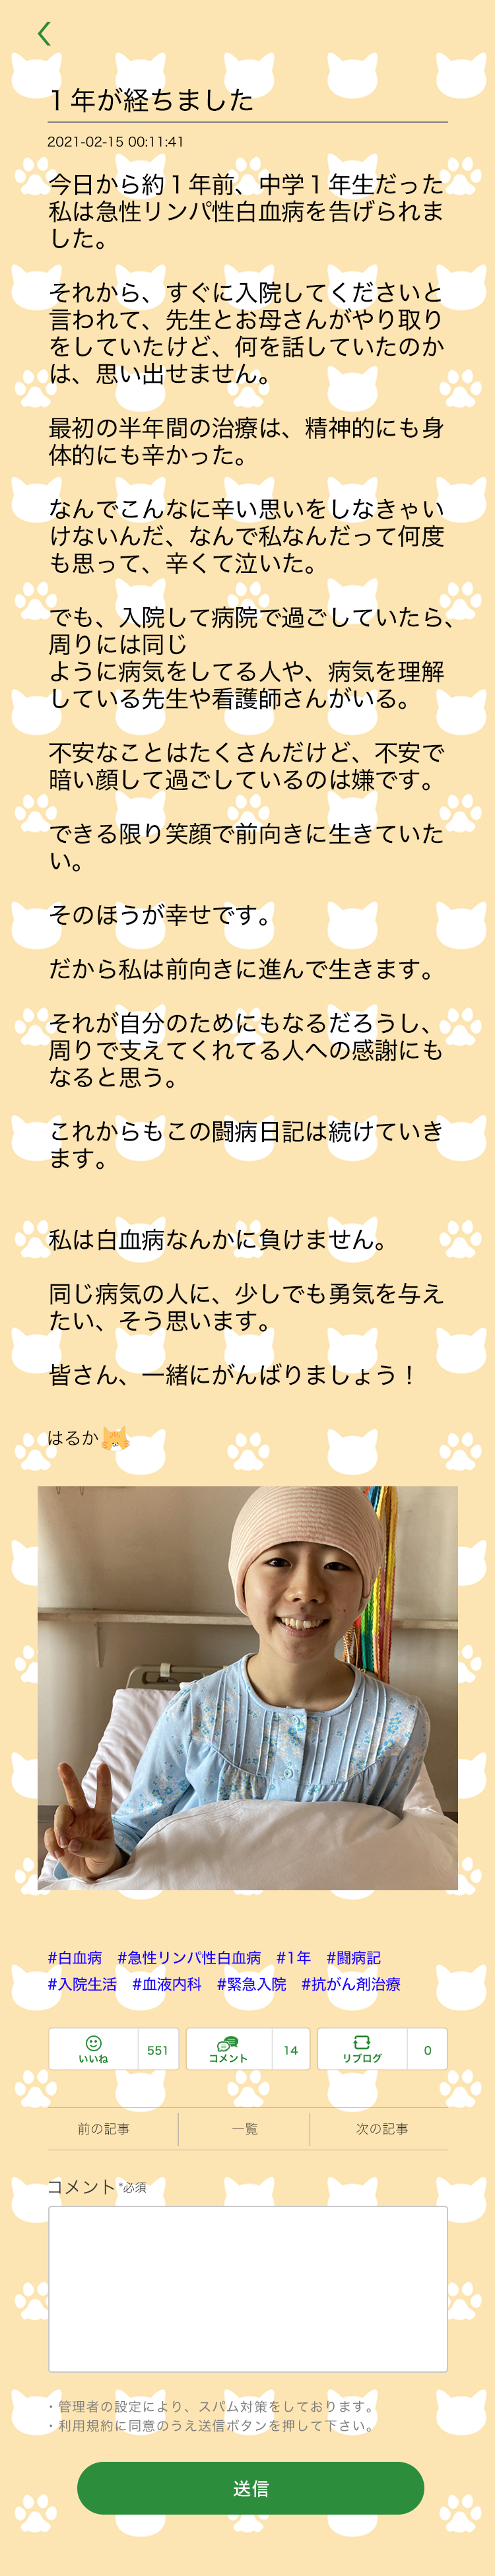 １年が経ちました
2021-02-15 00:11:41
今日から約１年前、中学１年生だった
私は急性リンパ性白血病を告げられま
した。
それから、すぐに入院してくださいと
言われて、先生とお母さんがやり取り
をしていたけど、何を話していたのか
は、思い出せません。
最初の半年間の治療は、精神的にも身
体的にも辛かった。
なんでこんなに辛い思いをしなきゃい
けないんだ、なんで私なんだって何度
も思って、辛くて泣いた。
でも、入院して病院で過ごしていたら、
周りには同じ
ように病気をしてる人や、病気を理解
している先生や看護師さんがいる。
不安なことはたくさんだけど、不安で
暗い顔して過ごしているのは嫌です。
できる限り笑顔で前向きに生きていた
い。
そのほうが幸せです。
だから私は前向きに進んで生きます。
それが自分のためにもなるだろうし、
周りで支えてくれてる人への感謝にも
なると思う。
これからもこの闘病日記は続けていき
ます。
私は白血病なんかに負けません。
同じ病気の人に、少しでも勇気を与え
たい、そう思います。
皆さん、一緒にがんばりましょう！
はるか
#白血病 #急性リンパ性白血病 #1年 #闘病記
#入院生活 #血液内科 #緊急入院 #抗がん剤治療
いいね 551 コメント 14 リブログ 0
前の記事 一覧 次の記事
コメント *必須
・管理者の設定により、スパム対策をしております。
・利用規約に同意のうえ送信ボタンを押して下さい。
送信